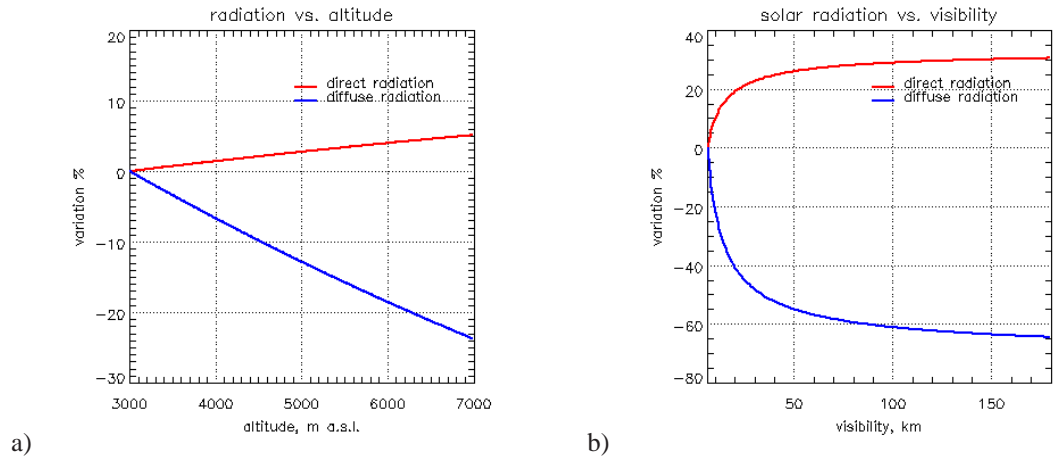 radiation vs. altitude
20
10
0
−10
−20
−30
variation %
direct radiation
diffuse radiation
3000 4000 5000 6000 7000
altitude, m a.s.l.
a)
solar radiation vs. visibility
40
20
0
−20
−40
−60
−80
variation %
direct radiation
diffuse radiation
50 100 150
visibility, km
b)